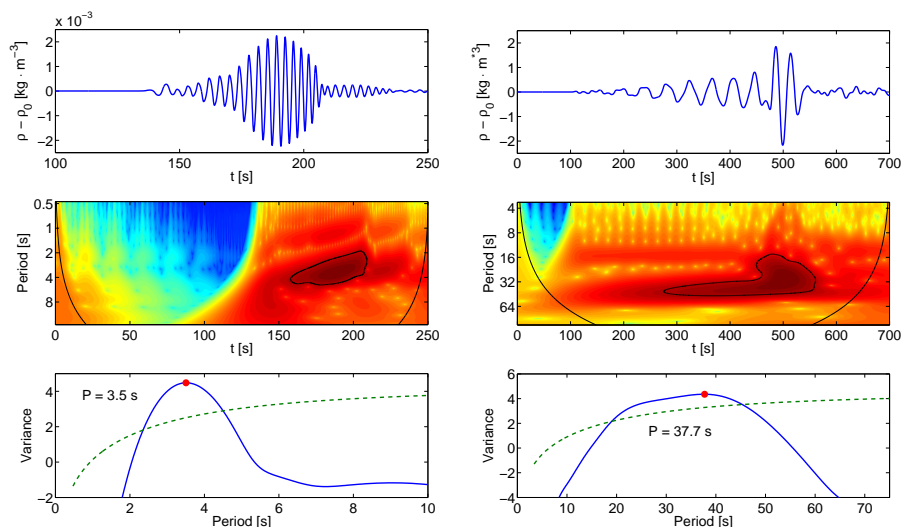 x 10⁻³
ρ − ρ₀ [kg · m⁻³]
2
1
0
−1
−2
100 150 200 250
t [s]
ρ − ρ₀ [kg · m*³]
2
1
0
−1
−2
0 100 200 300 400 500 600 700
t [s]
Period [s]
0.5
1
2
4
8
0 50 100 150 200 250
t [s]
Period [s]
4
8
16
32
64
0 100 200 300 400 500 600 700
t [s]
Variance
4
2
0
−2
P = 3.5 s
0 2 4 6 8 10
Period [s]
Variance
6
4
2
0
−2
−4
P = 37.7 s
0 10 20 30 40 50 60 70
Period [s]